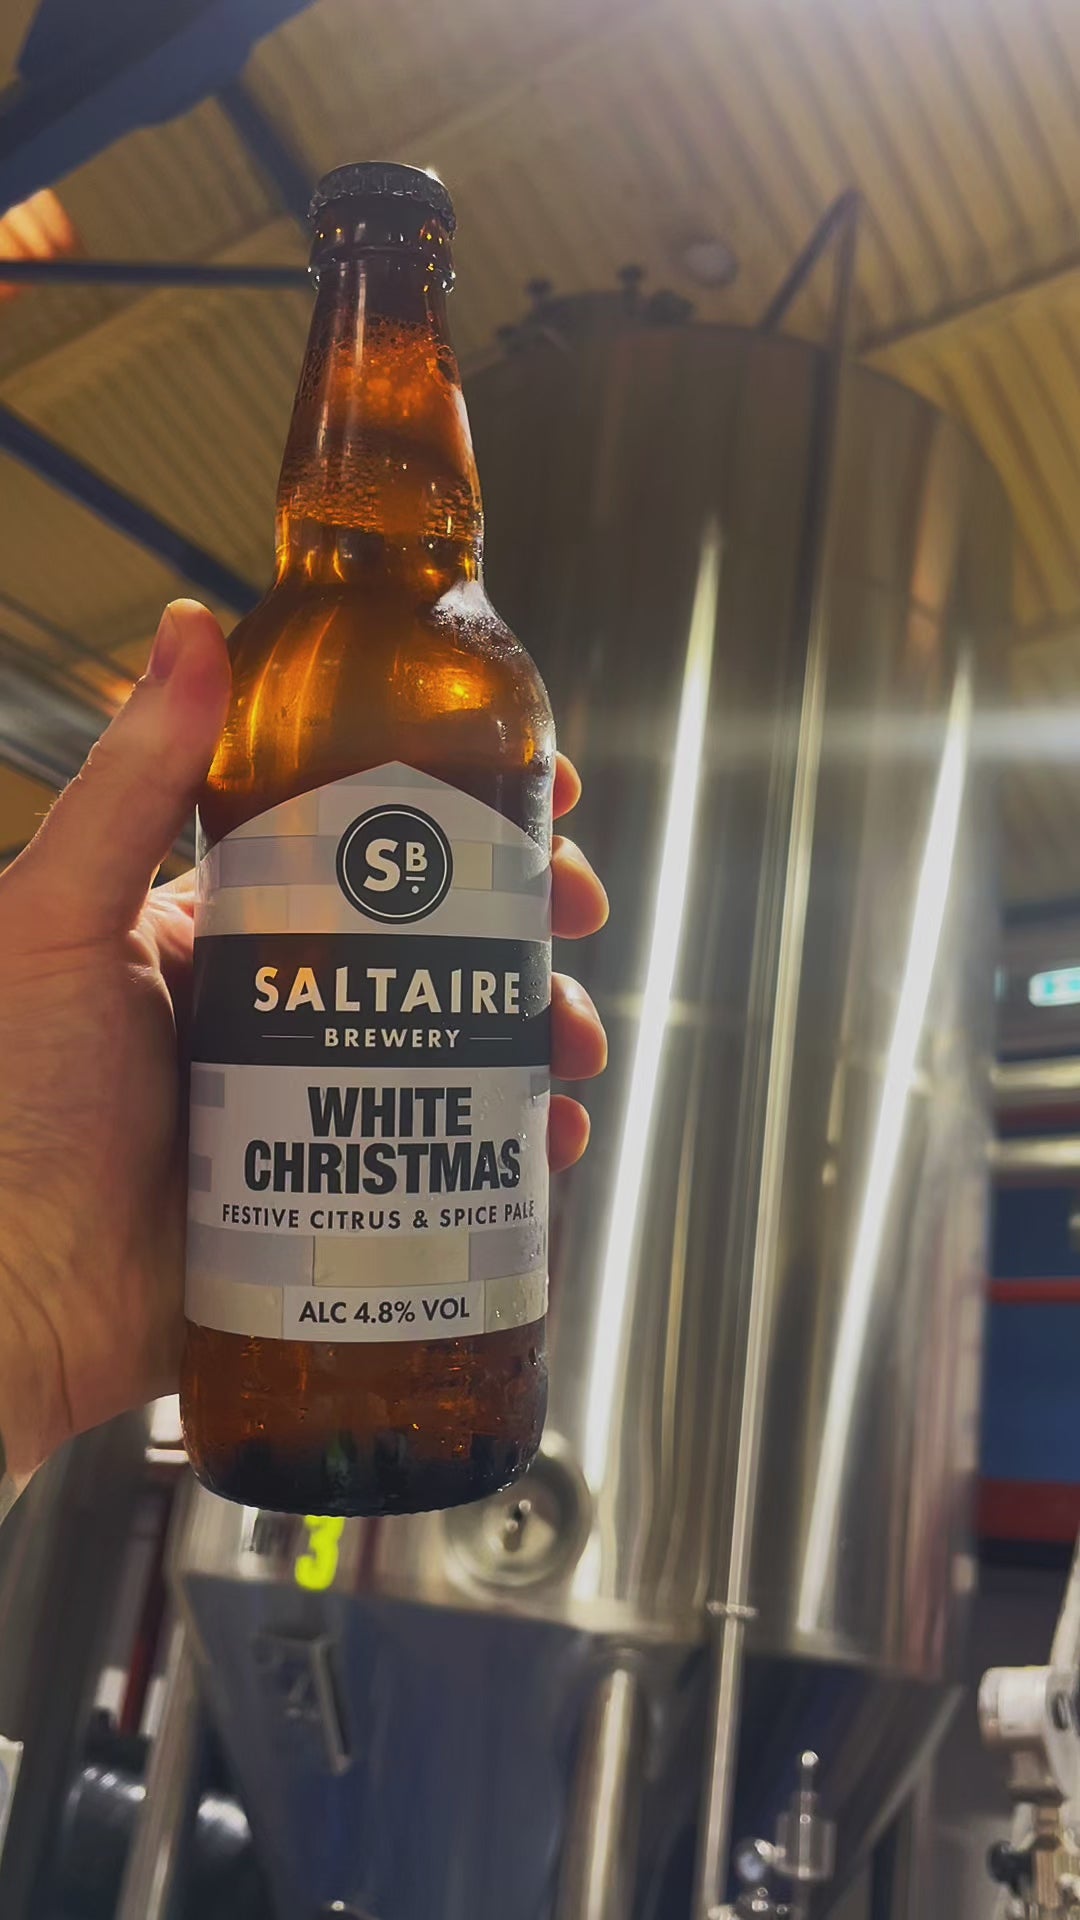 SB
SALTAIRE
BREWERY
WHITE
CHRISTMAS
FESTIVE CITRUS & SPICE PALE
ALC 4.8% VOL
3